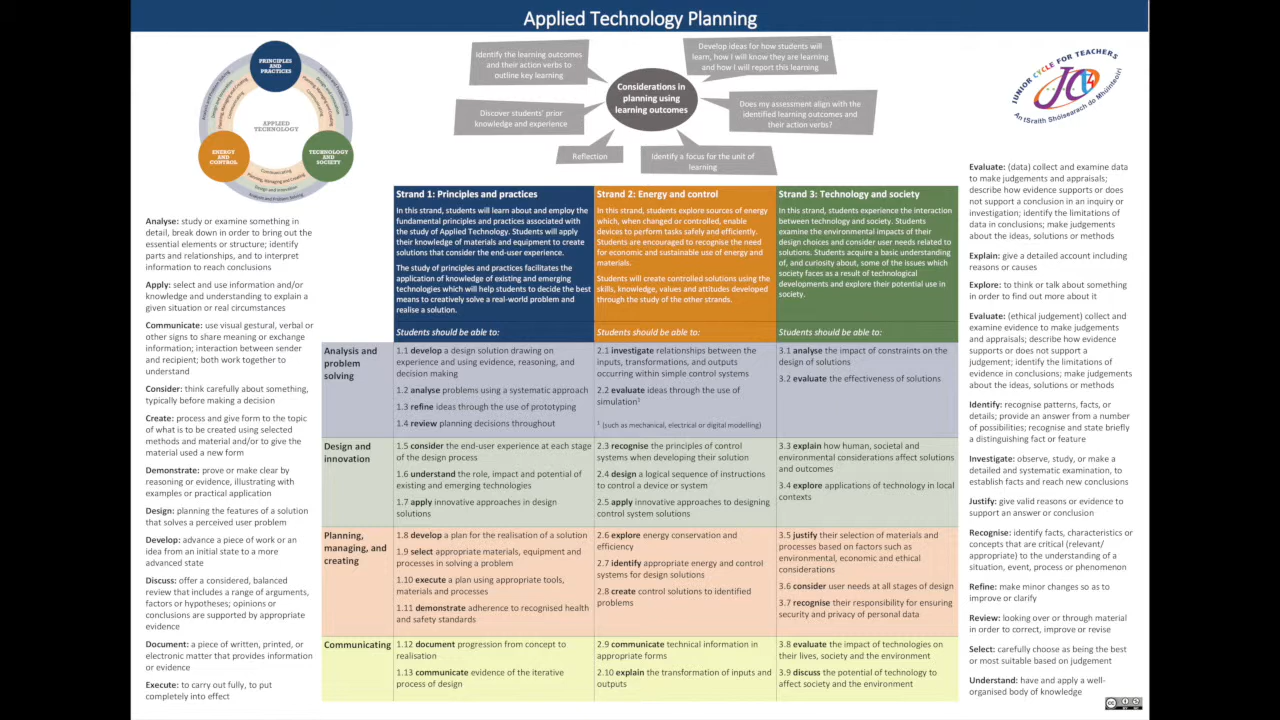 Applied Technology Planning
PRINCIPLES
AND
PRACTICES
APPLIED
TECHNOLOGY
ENERGY
AND
CONTROL
TECHNOLOGY
AND
SOCIETY
Communicating
Planning, Managing and Creating
Design and Innovation
Analysis and Problem Solving
Identify the learning outcomes
and their action verbs to
outline key learning
Develop ideas for how students will
learn, how I will know they are learning
and how I will report this learning
Considerations in
planning using
learning outcomes
Discover students' prior
knowledge and experience
Does my assessment align with the
identified learning outcomes and
their action verbs?
Reflection
Identify a focus for the unit of
learning
JUNIOR CYCLE FOR TEACHERS
JCT4
An tSraith Shóisearach do Mhúinteoirí
Analyse: study or examine something in
detail, break down in order to bring out the
essential elements or structure; identify
parts and relationships, and to interpret
information to reach conclusions
Apply: select and use information and/or
knowledge and understanding to explain a
given situation or real circumstances
Communicate: use visual gestural, verbal or
other signs to share meaning or exchange
information; interaction between sender
and recipient; both work together to
understand
Consider: think carefully about something,
typically before making a decision
Create: process and give form to the topic
of what is to be created using selected
methods and material and/or to give the
material used a new form
Demonstrate: prove or make clear by
reasoning or evidence, illustrating with
examples or practical application
Design: planning the features of a solution
that solves a perceived user problem
Develop: advance a piece of work or an
idea from an initial state to a more
advanced state
Discuss: offer a considered, balanced
review that includes a range of arguments,
factors or hypotheses; opinions or
conclusions are supported by appropriate
evidence
Document: a piece of written, printed, or
electronic matter that provides information
or evidence
Execute: to carry out fully, to put
completely into effect
Strand 1: Principles and practices
In this strand, students will learn about and employ the
fundamental principles and practices associated with
the study of Applied Technology. Students will apply
their knowledge of materials and equipment to create
solutions that consider the end-user experience.
The study of principles and practices facilitates the
application of knowledge of existing and emerging
technologies which will help students to decide the best
means to creatively solve a real-world problem and
realise a solution.
Students should be able to:
Strand 2: Energy and control
In this strand, students explore sources of energy
which, when changed or controlled, enable
devices to perform tasks safely and efficiently.
Students are encouraged to recognise the need
for economic and sustainable use of energy and
materials.
Students will create controlled solutions using the
skills, knowledge, values and attitudes developed
through the study of the other strands.
Students should be able to:
Strand 3: Technology and society
In this strand, students experience the interaction
between technology and society. Students
examine the environmental impacts of their
design choices and consider user needs related to
solutions. Students acquire a basic understanding
of, and curiosity about, some of the issues which
society faces as a result of technological
developments and explore their potential use in
society.
Students should be able to:
Analysis and
problem
solving
1.1 develop a design solution drawing on
experience and using evidence, reasoning, and
decision making
1.2 analyse problems using a systematic approach
1.3 refine ideas through the use of prototyping
1.4 review planning decisions throughout
2.1 investigate relationships between the
inputs, transformations, and outputs
occurring within simple control systems
2.2 evaluate ideas through the use of
simulation¹
¹ (such as mechanical, electrical or digital modelling)
3.1 analyse the impact of constraints on the
design of solutions
3.2 evaluate the effectiveness of solutions
Design and
innovation
1.5 consider the end-user experience at each stage
of the design process
1.6 understand the role, impact and potential of
existing and emerging technologies
1.7 apply innovative approaches in design
solutions
2.3 recognise the principles of control
systems when developing their solution
2.4 design a logical sequence of instructions
to control a device or system
2.5 apply innovative approaches to designing
control system solutions
3.3 explain how human, societal and
environmental considerations affect solutions
and outcomes
3.4 explore applications of technology in local
contexts
Planning,
managing, and
creating
1.8 develop a plan for the realisation of a solution
1.9 select appropriate materials, equipment and
processes in solving a problem
1.10 execute a plan using appropriate tools,
materials and processes
1.11 demonstrate adherence to recognised health
and safety standards
2.6 explore energy conservation and
efficiency
2.7 identify appropriate energy and control
systems for design solutions
2.8 create control solutions to identified
problems
3.5 justify their selection of materials and
processes based on factors such as
environmental, economic and ethical
considerations
3.6 consider user needs at all stages of design
3.7 recognise their responsibility for ensuring
security and privacy of personal data
Communicating
1.12 document progression from concept to
realisation
1.13 communicate evidence of the iterative
process of design
2.9 communicate technical information in
appropriate forms
2.10 explain the transformation of inputs and
outputs
3.8 evaluate the impact of technologies on
their lives, society and the environment
3.9 discuss the potential of technology to
affect society and the environment
Evaluate: (data) collect and examine data
to make judgements and appraisals;
describe how evidence supports or does
not support a conclusion in an inquiry or
investigation; identify the limitations of
data in conclusions; make judgements
about the ideas, solutions or methods
Explain: give a detailed account including
reasons or causes
Explore: to think or talk about something
in order to find out more about it
Evaluate: (ethical judgement) collect and
examine evidence to make judgements
and appraisals; describe how evidence
supports or does not support a
judgement; identify the limitations of
evidence in conclusions; make judgements
about the ideas, solutions or methods
Identify: recognise patterns, facts, or
details; provide an answer from a number
of possibilities; recognise and state briefly
a distinguishing fact or feature
Investigate: observe, study, or make a
detailed and systematic examination, to
establish facts and reach new conclusions
Justify: give valid reasons or evidence to
support an answer or conclusion
Recognise: identify facts, characteristics or
concepts that are critical (relevant/
appropriate) to the understanding of a
situation, event, process or phenomenon
Refine: make minor changes so as to
improve or clarify
Review: looking over or through material
in order to correct, improve or revise
Select: carefully choose as being the best
or most suitable based on judgement
Understand: have and apply a well-
organised body of knowledge